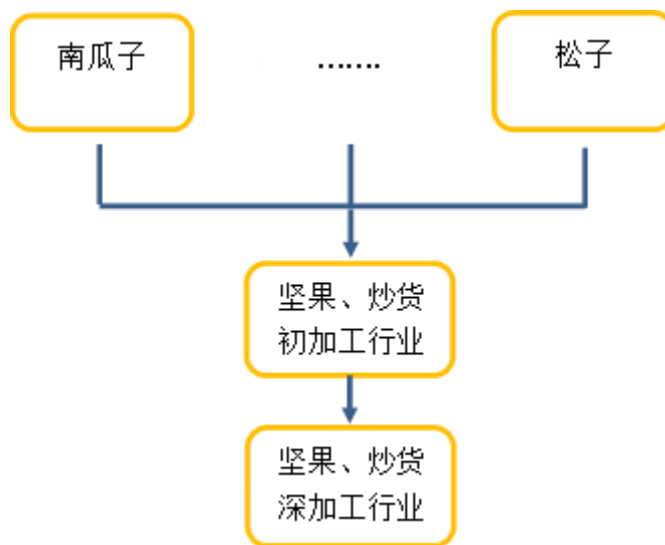 南瓜子
…….
松子
坚果、炒货
初加工行业
坚果、炒货
深加工行业